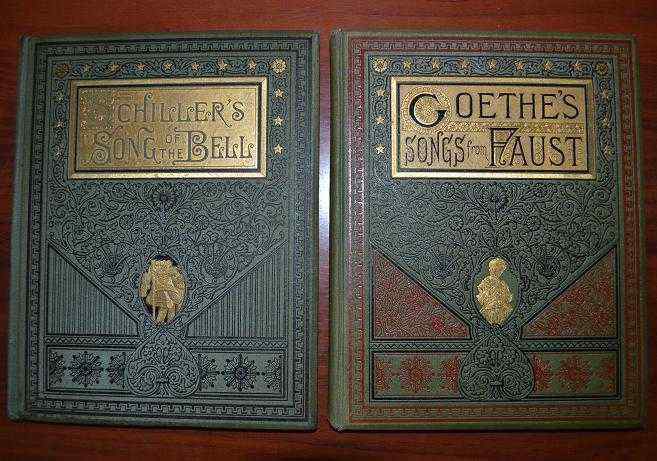 SCHILLER'S
SONG OF THE BELL
GOETHE'S
SONGS from FAUST